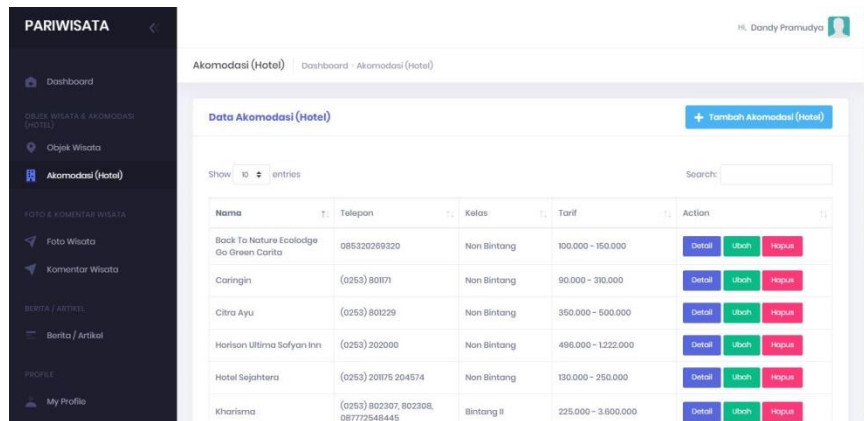 PARIWISATA
Hi, Dandy Pramudya
Akomodasi (Hotel) Dashboard - Akomodasi (Hotel)
Dashboard
OBJEK WISATA & AKOMODASI
(HOTEL)
Objek Wisata
Akomodasi (Hotel)
FOTO & KOMENTAR WISATA
Foto Wisata
Komentar Wisata
BERITA / ARTIKEL
Berita / Artikel
PROFILE
My Profile
Data Akomodasi (Hotel)
+ Tambah Akomodasi (Hotel)
Show 10 entries
Search:
Nama Telepon Kelas Tarif Action
Back To Nature Ecolodge
Go Green Carita 085320269320 Non Bintang 100.000 - 150.000 Detail Ubah Hapus
Caringin (0253) 801171 Non Bintang 90.000 - 310.000 Detail Ubah Hapus
Citra Ayu (0253) 801229 Non Bintang 350.000 - 500.000 Detail Ubah Hapus
Horison Ultima Sofyan Inn (0253) 202000 Non Bintang 496.000 - 1.222.000 Detail Ubah Hapus
Hotel Sejahtera (0253) 201175 204574 Non Bintang 130.000 - 250.000 Detail Ubah Hapus
Kharisma (0253) 802307, 802308,
087772548445 Bintang II 225.000 - 3.600.000 Detail Ubah Hapus